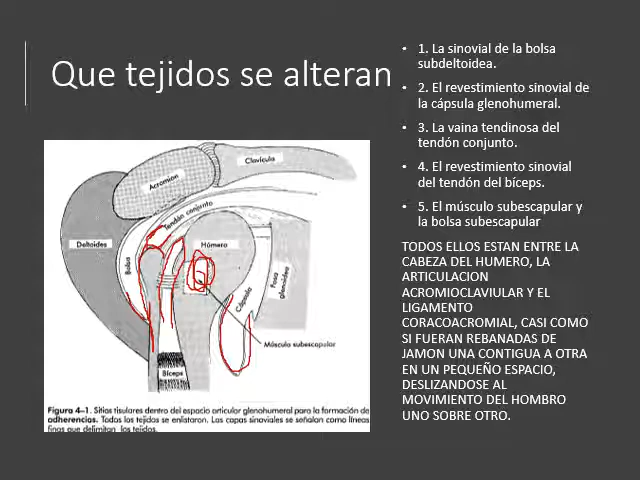 Que tejidos se alteran
• 1. La sinovial de la bolsa
subdeltoidea.
• 2. El revestimiento sinovial de
la cápsula glenohumeral.
• 3. La vaina tendinosa del
tendón conjunto.
• 4. El revestimiento sinovial
del tendón del bíceps.
• 5. El músculo subescapular y
la bolsa subescapular
TODOS ELLOS ESTAN ENTRE LA
CABEZA DEL HUMERO, LA
ARTICULACION
ACROMIOCLAVIULAR Y EL
LIGAMENTO
CORACOACROMIAL, CASI COMO
SI FUERAN REBANADAS DE
JAMON UNA CONTIGUA A OTRA
EN UN PEQUEÑO ESPACIO,
DESLIZANDOSE AL
MOVIMIENTO DEL HOMBRO
UNO SOBRE OTRO.
Clavícula
Acromion
Tendón conjunto
Deltoides
Húmero
Bolsa
Cápsula
Fosa
glenoidea
Músculo subescapular
Bíceps
Figura 4–1. Sitios tisulares dentro del espacio articular glenohumeral para la formación de
adherencias. Todos los tejidos se enlistaron. Las capas sinoviales se señalan como líneas
finas que delimitan los tejidos.